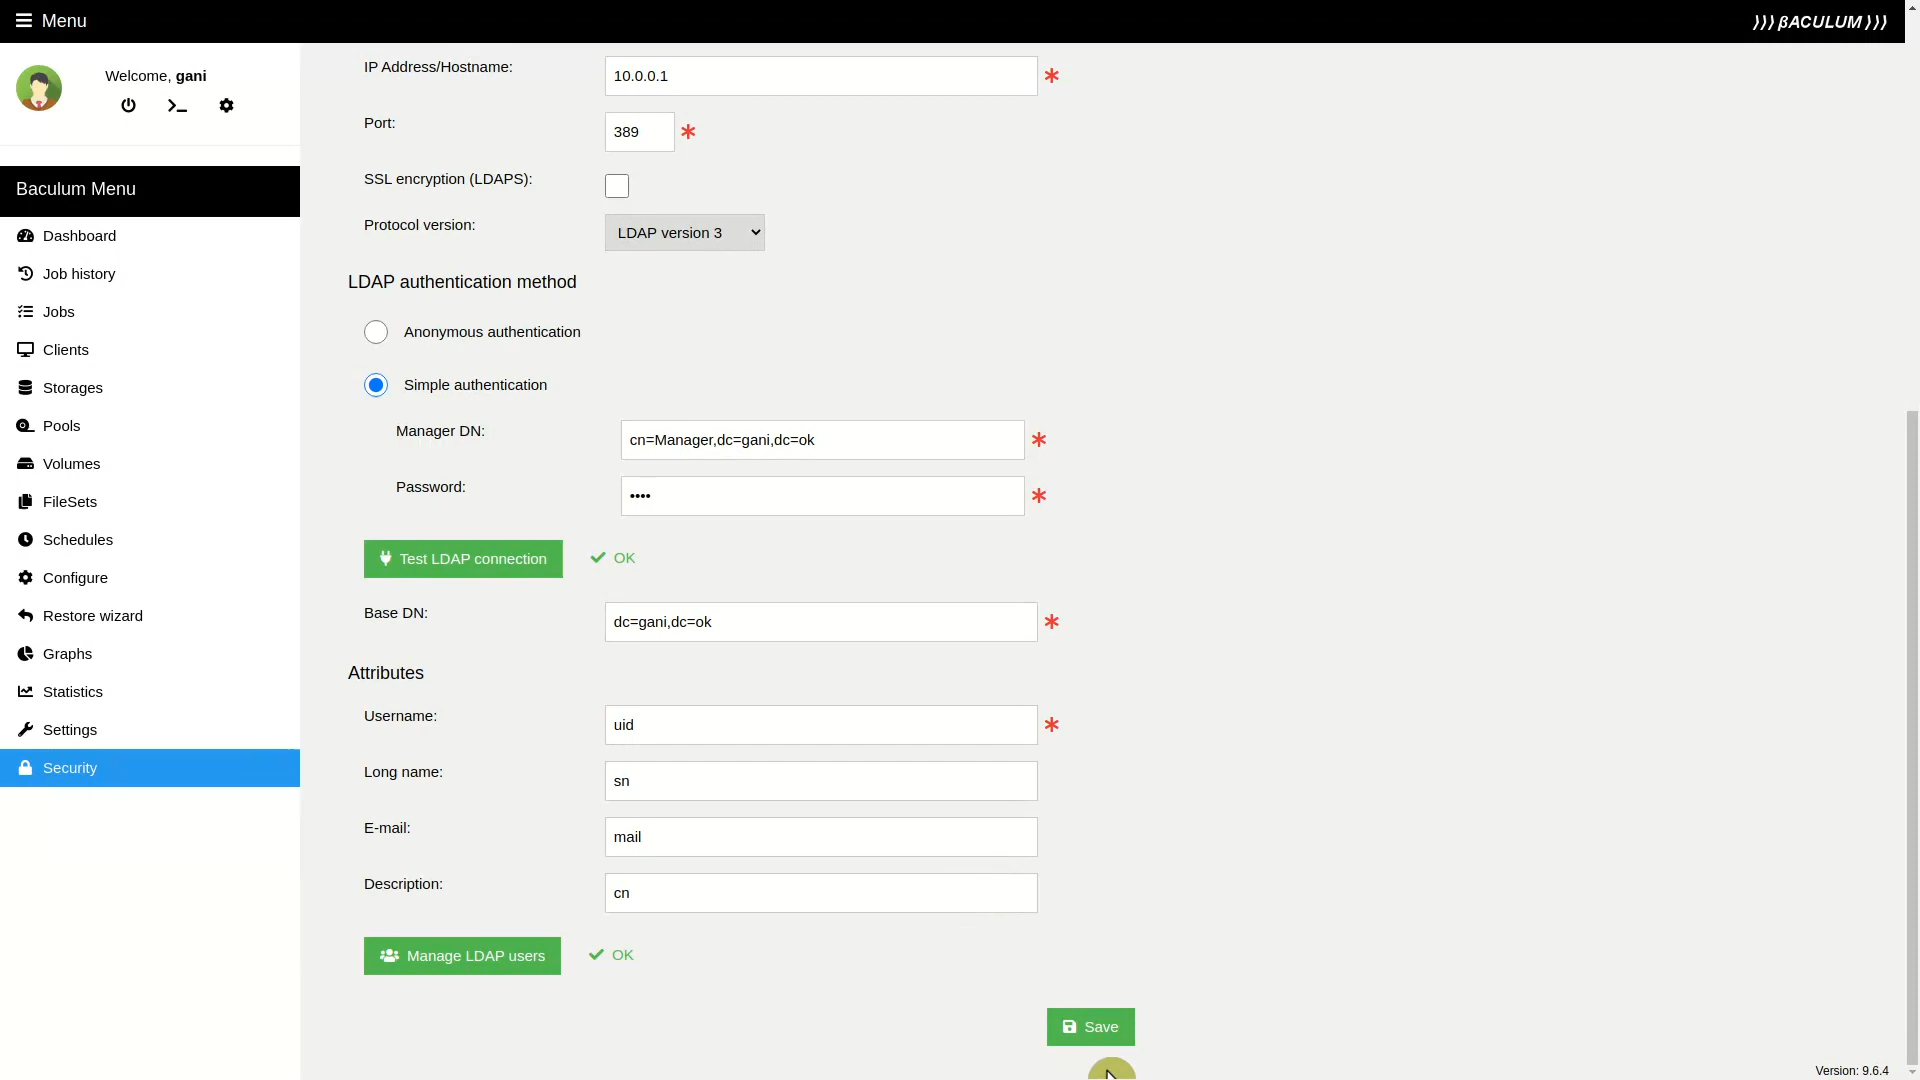 Menu
))) βACULUM )))
Welcome, gani
Baculum Menu
Dashboard
Job history
Jobs
Clients
Storages
Pools
Volumes
FileSets
Schedules
Configure
Restore wizard
Graphs
Statistics
Settings
Security
IP Address/Hostname: 10.0.0.1 *
Port: 389 *
SSL encryption (LDAPS):
Protocol version: LDAP version 3
LDAP authentication method
Anonymous authentication
Simple authentication
Manager DN: cn=Manager,dc=gani,dc=ok *
Password: •••• *
Test LDAP connection OK
Base DN: dc=gani,dc=ok *
Attributes
Username: uid *
Long name: sn
E-mail: mail
Description: cn
Manage LDAP users OK
Save
Version: 9.6.4